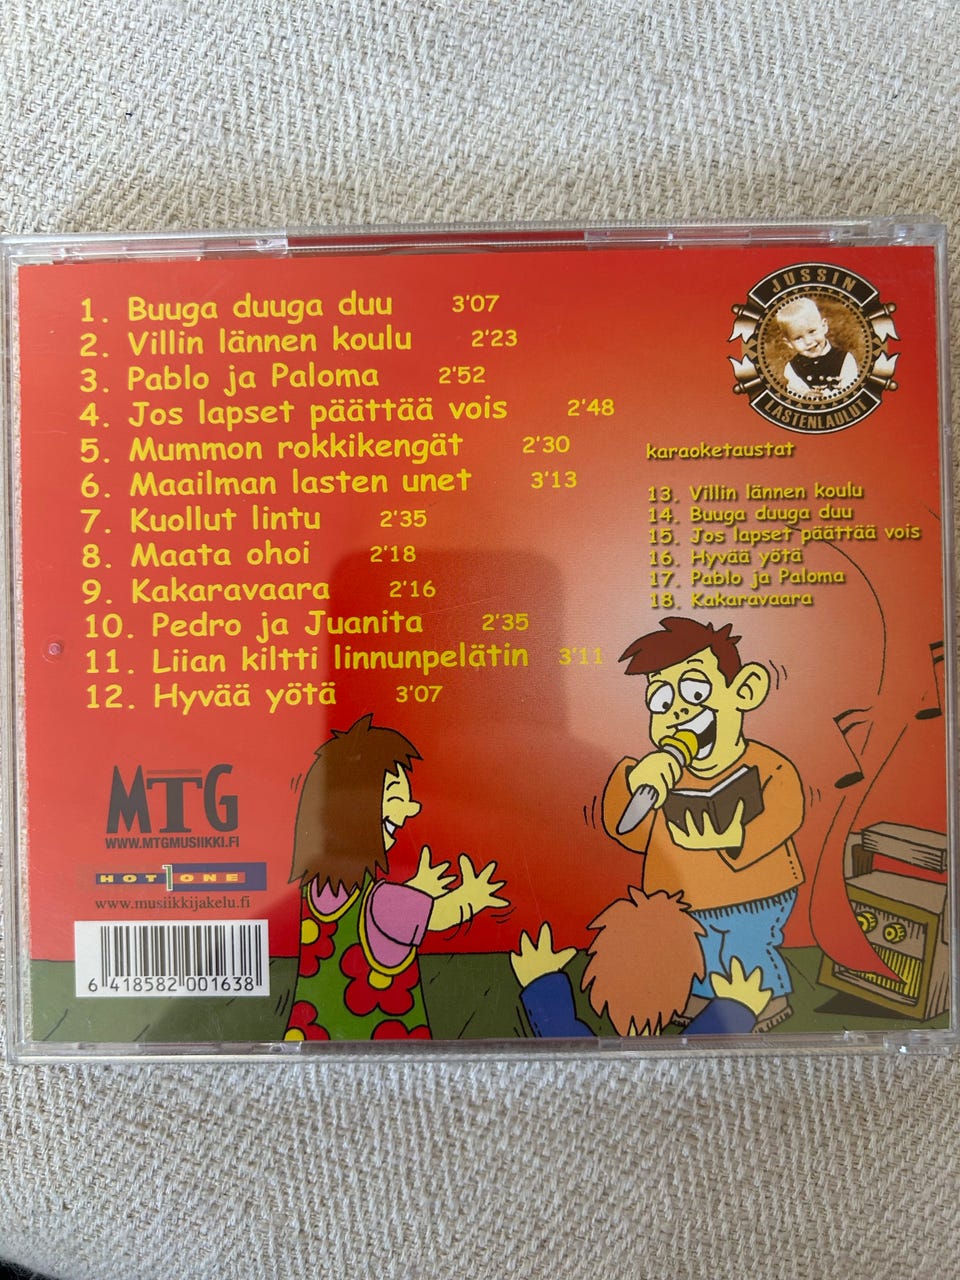 1. Buuga duuga duu 3'07
2. Villin lännen koulu 2'23
3. Pablo ja Paloma 2'52
4. Jos lapset päättää vois 2'48
5. Mummon rokkikengät 2'30
6. Maailman lasten unet 3'13
7. Kuollut lintu 2'35
8. Maata ohoi 2'18
9. Kakaravaara 2'16
10. Pedro ja Juanita 2'35
11. Liian kiltti linnunpelätin 3'11
12. Hyvää yötä 3'07
JUSSIN
LASTENLAULUT
karaoketaustat
13. Villin lännen koulu
14. Buuga duuga duu
15. Jos lapset päättää vois
16. Hyvää yötä
17. Pablo ja Paloma
18. Kakaravaara
MTG
WWW.MTGMUSIIKKI.FI
HOT 1 ONE
www.musiikkijakelu.fi
6 418582 001638